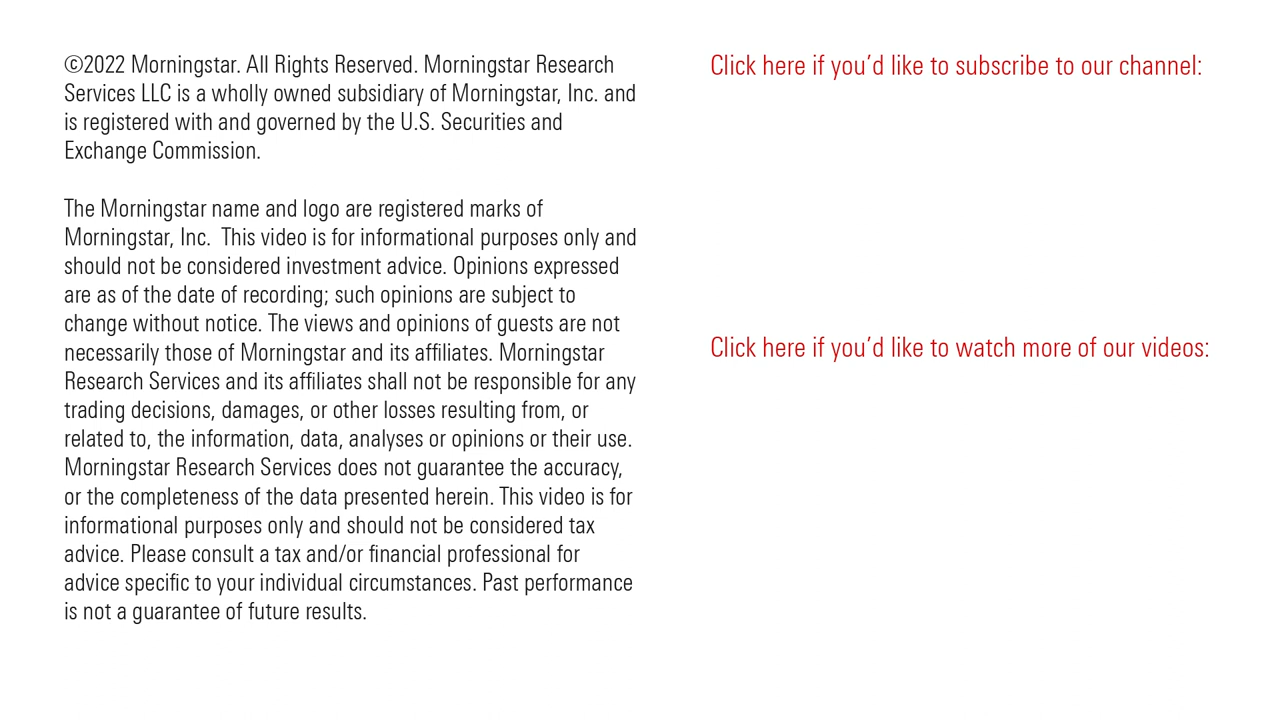 ©2022 Morningstar. All Rights Reserved. Morningstar Research
Services LLC is a wholly owned subsidiary of Morningstar, Inc. and
is registered with and governed by the U.S. Securities and
Exchange Commission.
The Morningstar name and logo are registered marks of
Morningstar, Inc.  This video is for informational purposes only and
should not be considered investment advice. Opinions expressed
are as of the date of recording; such opinions are subject to
change without notice. The views and opinions of guests are not
necessarily those of Morningstar and its affiliates. Morningstar
Research Services and its affiliates shall not be responsible for any
trading decisions, damages, or other losses resulting from, or
related to, the information, data, analyses or opinions or their use.
Morningstar Research Services does not guarantee the accuracy,
or the completeness of the data presented herein. This video is for
informational purposes only and should not be considered tax
advice. Please consult a tax and/or financial professional for
advice specific to your individual circumstances. Past performance
is not a guarantee of future results.
Click here if you’d like to subscribe to our channel:
Click here if you’d like to watch more of our videos: